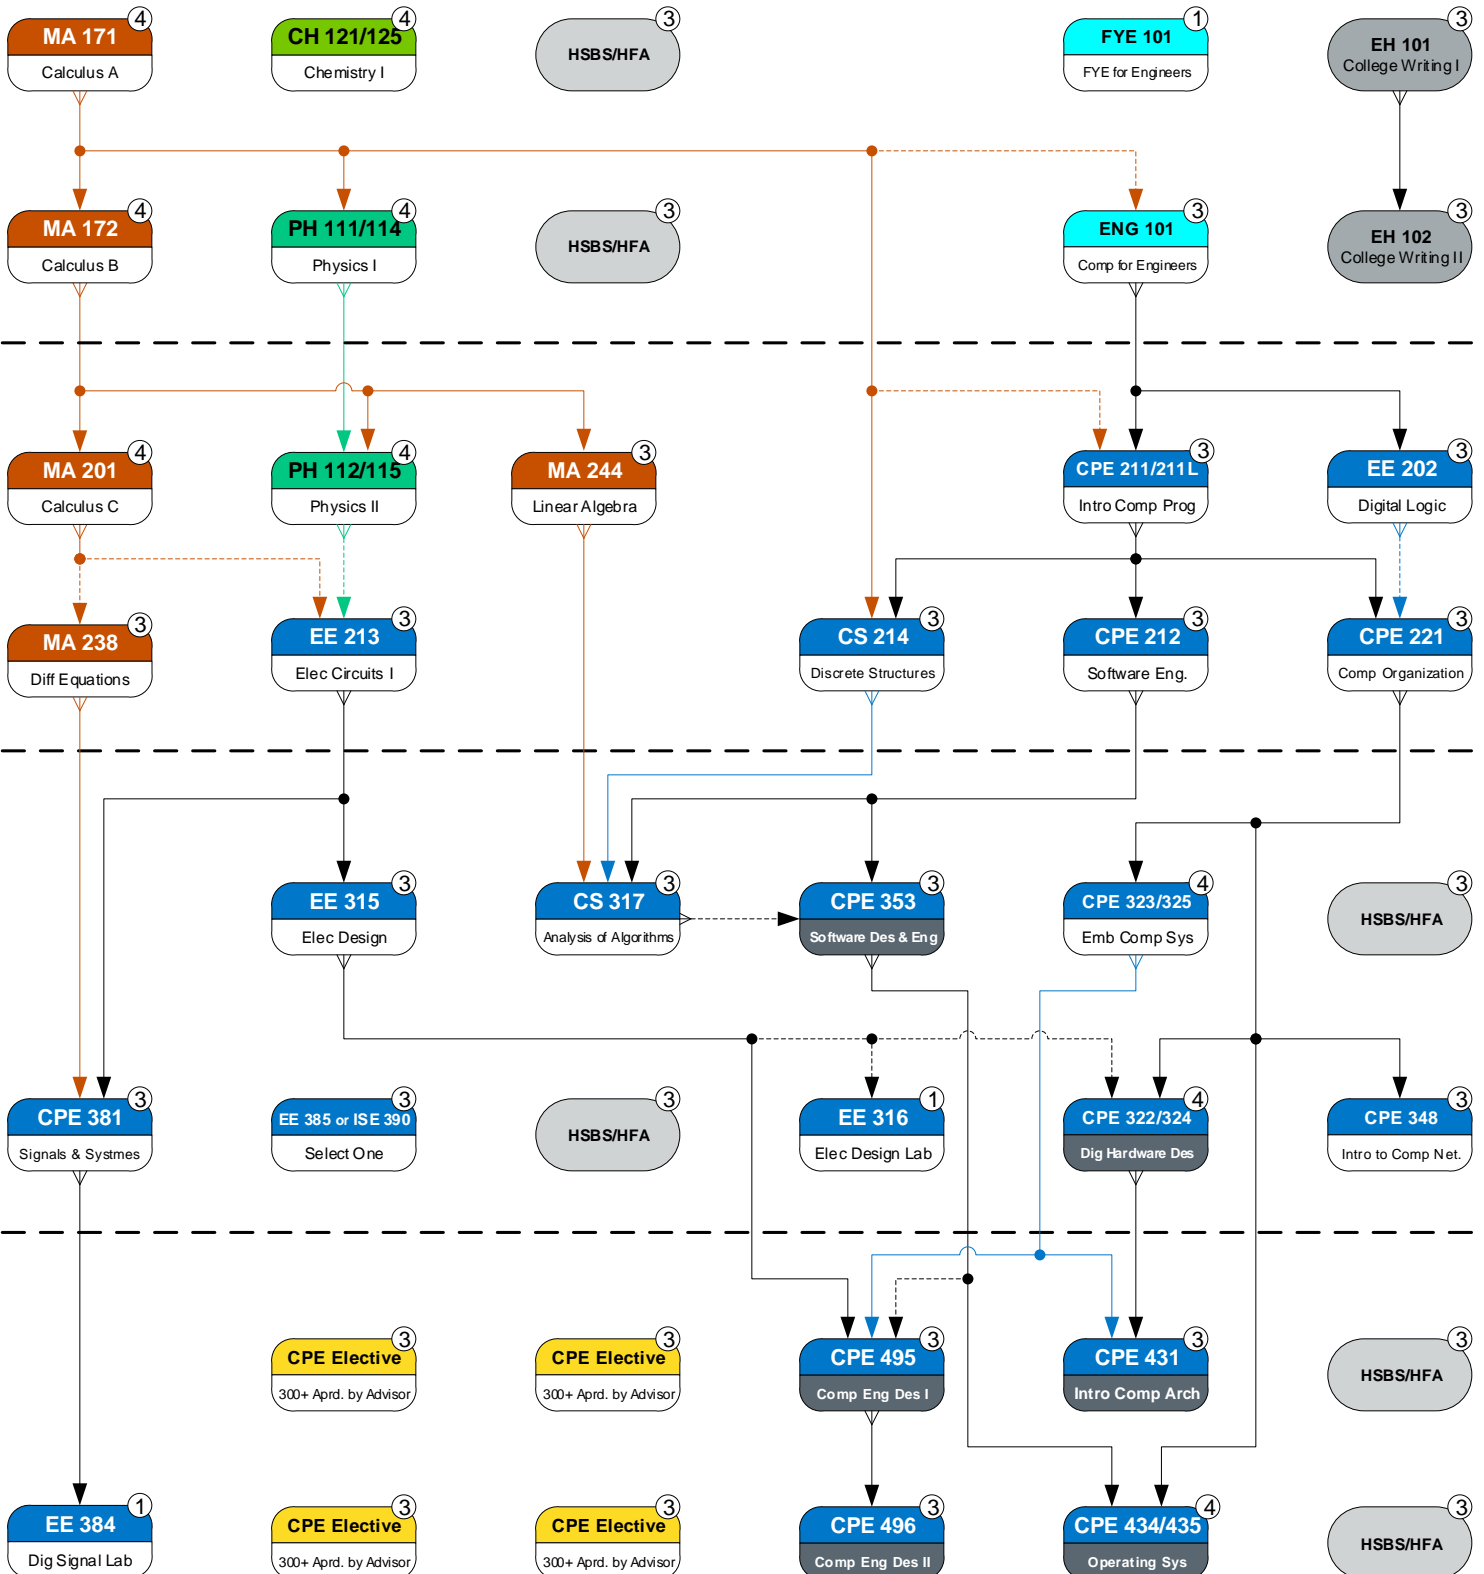 4
MA 171
Calculus A
4
CH 121/125
Chemistry I
3
HSBS/HFA
1
FYE 101
FYE for Engineers
3
EH 101
College Writing I
4
MA 172
Calculus B
4
PH 111/114
Physics I
3
HSBS/HFA
3
ENG 101
Comp for Engineers
3
EH 102
College Writing II
4
MA 201
Calculus C
4
PH 112/115
Physics II
3
MA 244
Linear Algebra
3
CPE 211/211L
Intro Comp Prog
3
EE 202
Digital Logic
3
MA 238
Diff Equations
3
EE 213
Elec Circuits I
3
CS 214
Discrete Structures
3
CPE 212
Software Eng.
3
CPE 221
Comp Organization
3
EE 315
Elec Design
3
CS 317
Analysis of Algorithms
3
CPE 353
Software Des & Eng
4
CPE 323/325
Emb Comp Sys
3
HSBS/HFA
3
CPE 381
Signals & Systmes
3
EE 385 or ISE 390
Select One
3
HSBS/HFA
1
EE 316
Elec Design Lab
4
CPE 322/324
Dig Hardware Des
3
CPE 348
Intro to Comp Net.
3
CPE Elective
300+ Aprd. by Advisor
3
CPE Elective
300+ Aprd. by Advisor
3
CPE 495
Comp Eng Des I
3
CPE 431
Intro Comp Arch
3
HSBS/HFA
1
EE 384
Dig Signal Lab
3
CPE Elective
300+ Aprd. by Advisor
3
CPE Elective
300+ Aprd. by Advisor
3
CPE 496
Comp Eng Des II
4
CPE 434/435
Operating Sys
3
HSBS/HFA